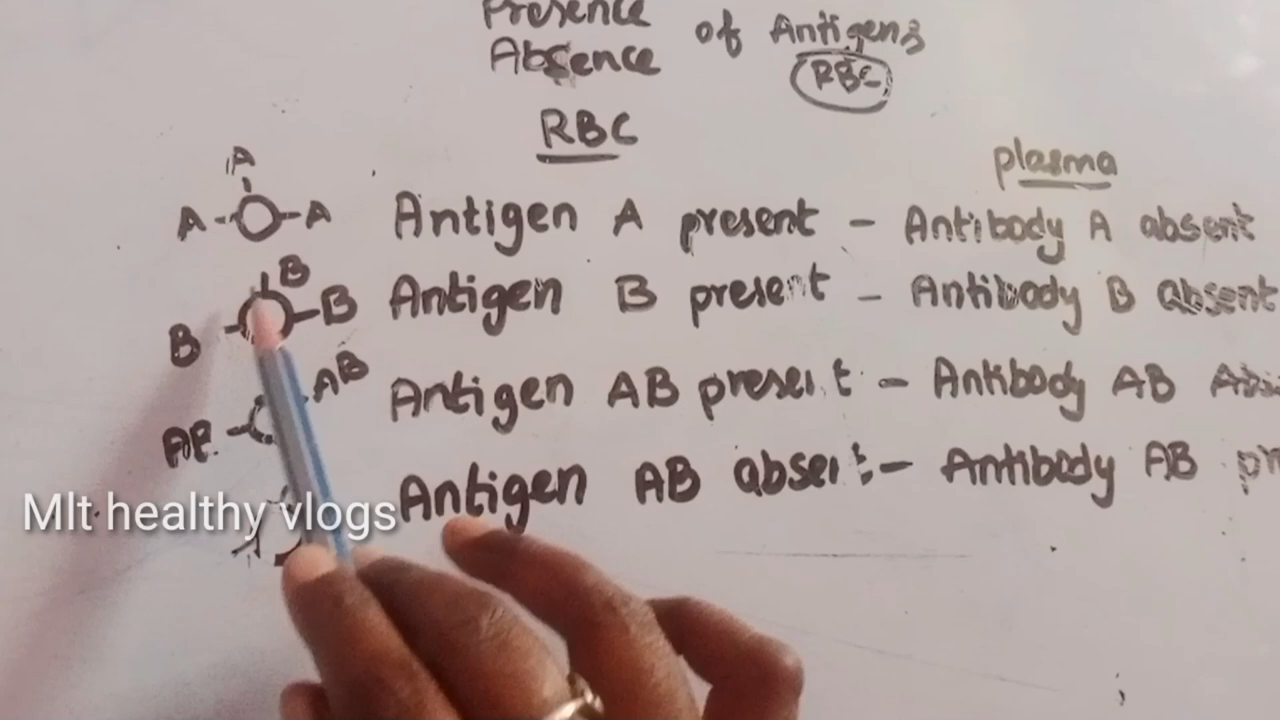 Presence
Absence of Antigens
RBC
RBC
plasma
A
A A Antigen A present - Antibody A absent
B
B B Antigen B present - Antibody B absent
AB
AB Antigen AB present - Antibody AB
Antigen AB absent - Antibody AB
Mlt healthy vlogs